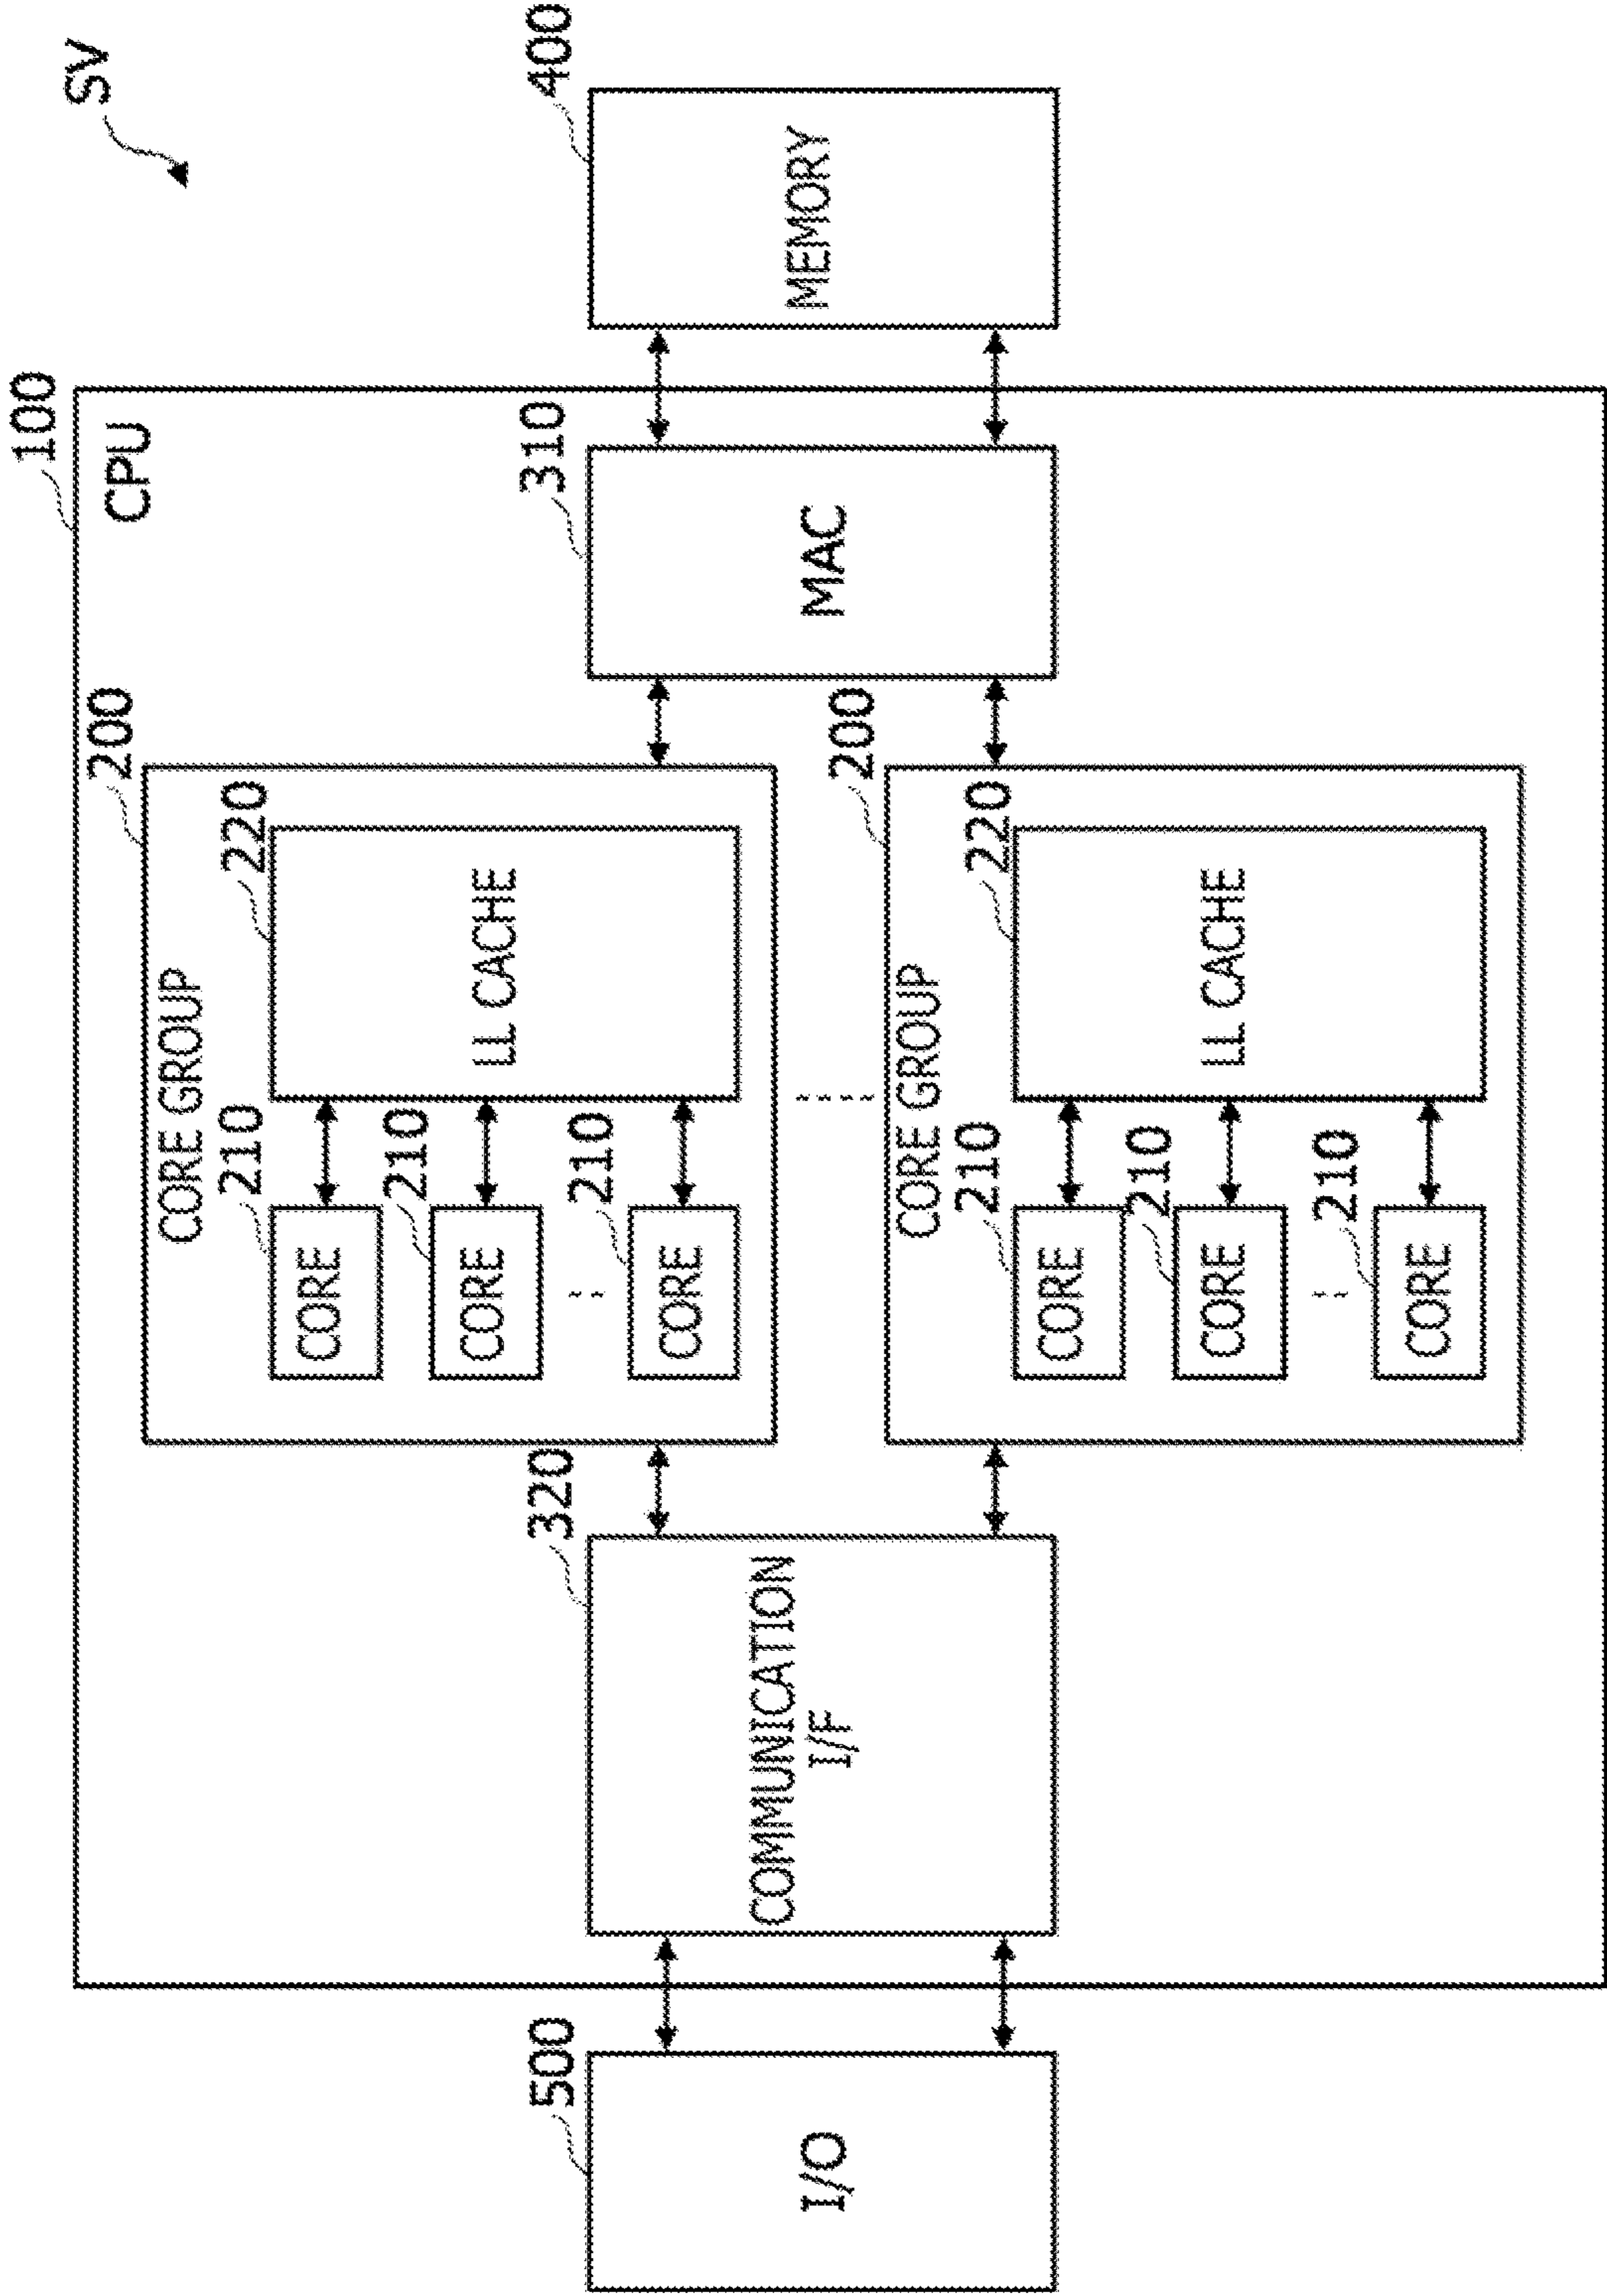 SV
100
CPU
500
I/O
320
COMMUNICATION
I/F
200
CORE GROUP
210
CORE
210
CORE
210
CORE
220
LL CACHE
200
CORE GROUP
210
CORE
210
CORE
210
CORE
220
LL CACHE
310
MAC
400
MEMORY